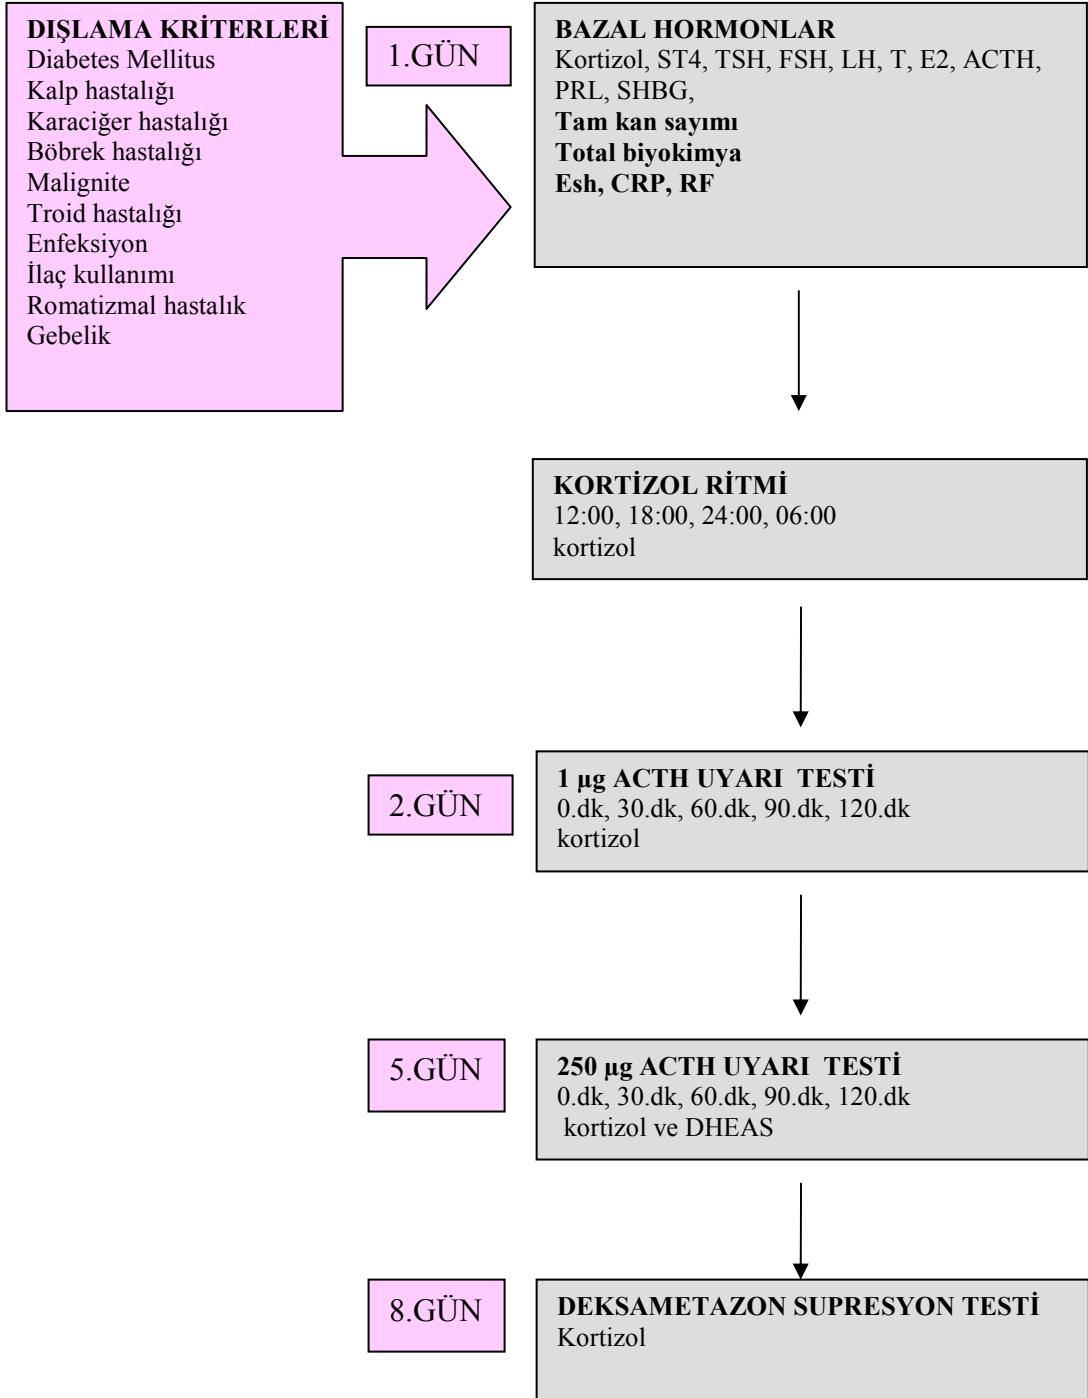 DIŞLAMA KRİTERLERİ
Diabetes Mellitus
Kalp hastalığı
Karaciğer hastalığı
Böbrek hastalığı
Malignite
Troid hastalığı
Enfeksiyon
İlaç kullanımı
Romatizmal hastalık
Gebelik
1.GÜN
BAZAL HORMONLAR
Kortizol, ST4, TSH, FSH, LH, T, E2, ACTH,
PRL, SHBG,
Tam kan sayımı
Total biyokimya
Esh, CRP, RF
KORTİZOL RİTMİ
12:00, 18:00, 24:00, 06:00
kortizol
2.GÜN
1 µg ACTH UYARI TESTİ
0.dk, 30.dk, 60.dk, 90.dk, 120.dk
kortizol
5.GÜN
250 µg ACTH UYARI TESTİ
0.dk, 30.dk, 60.dk, 90.dk, 120.dk
kortizol ve DHEAS
8.GÜN
DEKSAMETAZON SUPRESYON TESTİ
Kortizol